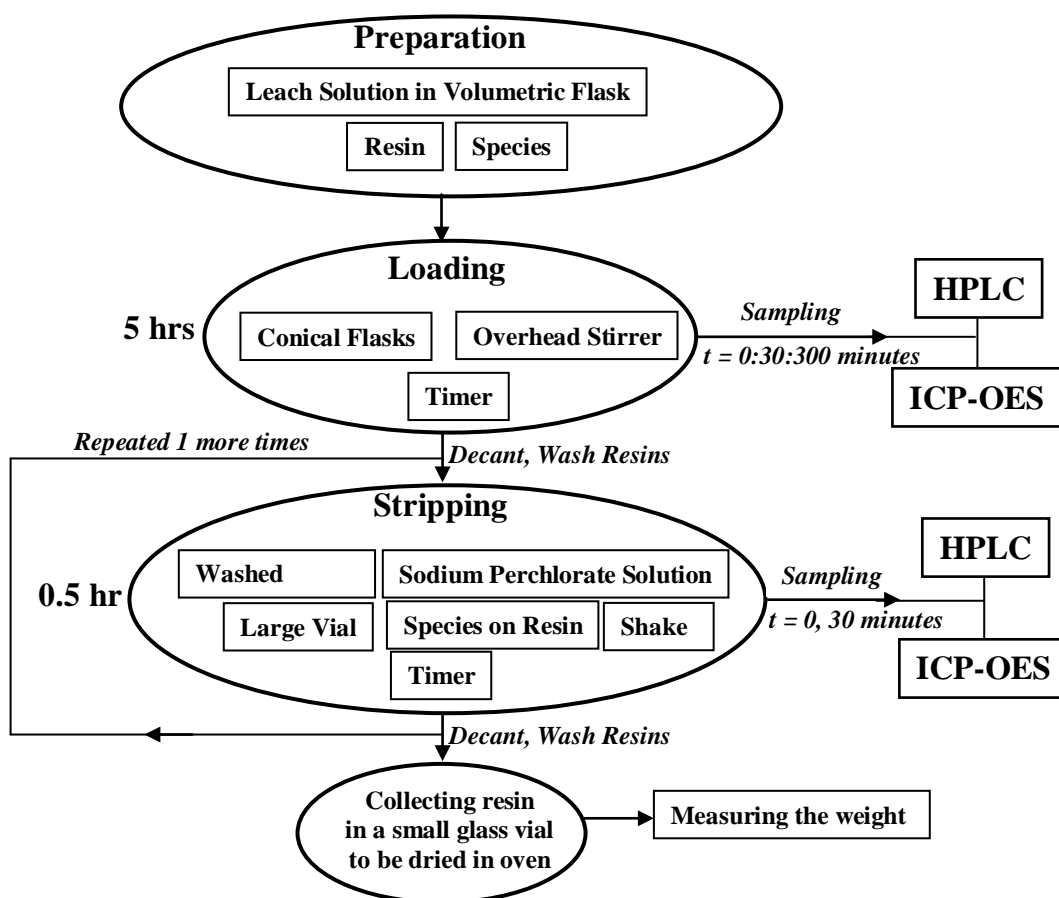 Preparation
Leach Solution in Volumetric Flask
Resin
Species
Loading
5 hrs
Conical Flasks
Overhead Stirrer
Timer
Sampling
t = 0:30:300 minutes
HPLC
ICP-OES
Repeated 1 more times
Decant, Wash Resins
Stripping
0.5 hr
Washed
Sodium Perchlorate Solution
Large Vial
Species on Resin
Shake
Timer
Sampling
t = 0, 30 minutes
HPLC
ICP-OES
Decant, Wash Resins
Collecting resin
in a small glass vial
to be dried in oven
Measuring the weight